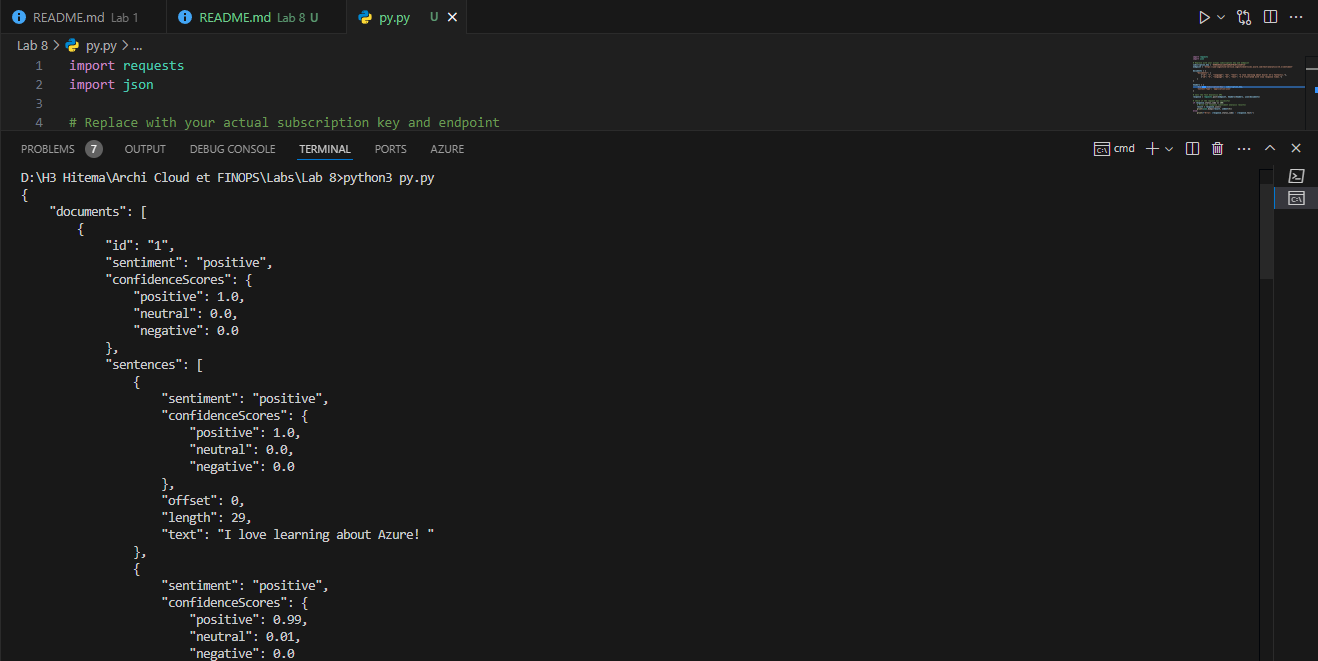 README.md Lab 1 README.md Lab 8 U py.py U
Lab 8 > py.py > ...
1 import requests
2 import json
3
4 # Replace with your actual subscription key and endpoint
PROBLEMS 7 OUTPUT DEBUG CONSOLE TERMINAL PORTS AZURE cmd
D:\H3 Hitema\Archi Cloud et FINOPS\Labs\Lab 8>python3 py.py
{
"documents": [
{
"id": "1",
"sentiment": "positive",
"confidenceScores": {
"positive": 1.0,
"neutral": 0.0,
"negative": 0.0
},
"sentences": [
{
"sentiment": "positive",
"confidenceScores": {
"positive": 1.0,
"neutral": 0.0,
"negative": 0.0
},
"offset": 0,
"length": 29,
"text": "I love learning about Azure! "
},
{
"sentiment": "positive",
"confidenceScores": {
"positive": 0.99,
"neutral": 0.01,
"negative": 0.0